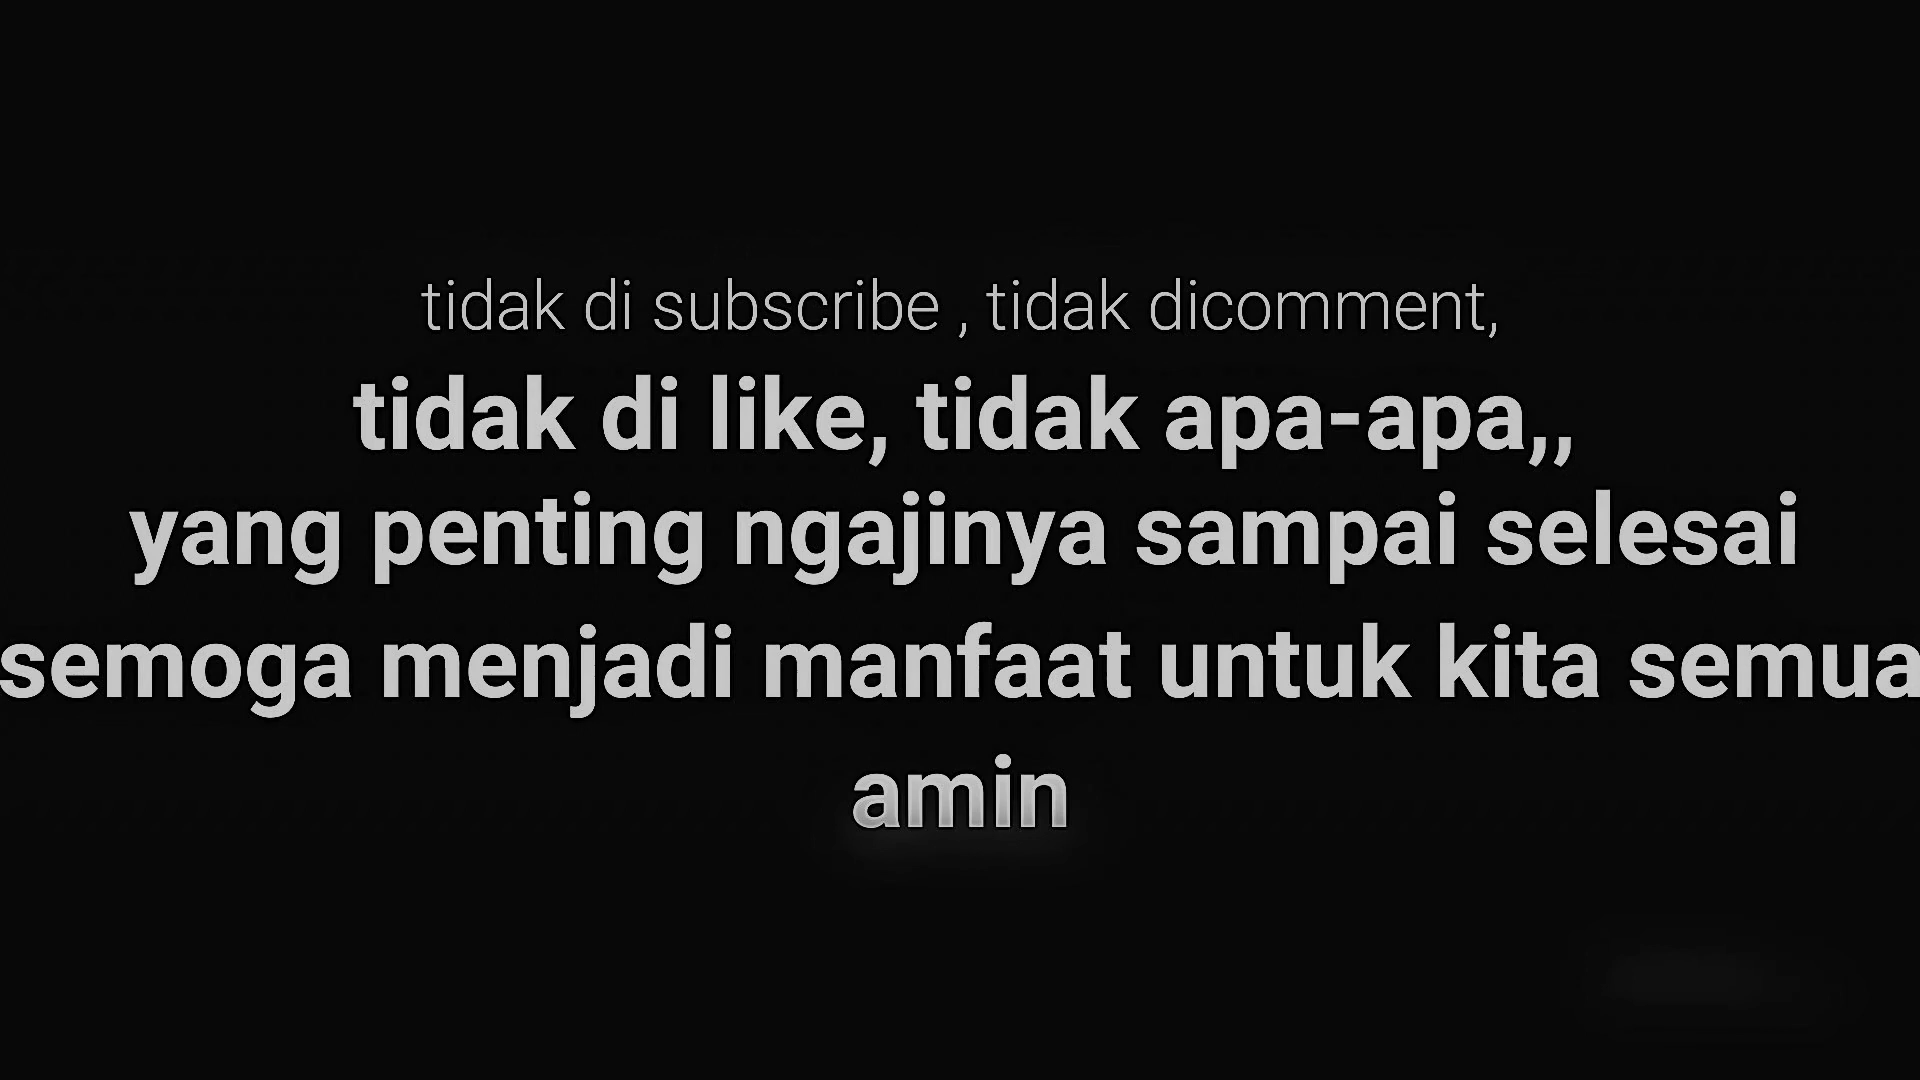 tidak di subscribe , tidak dicomment,
tidak di like, tidak apa-apa,,
yang penting ngajinya sampai selesai
semoga menjadi manfaat untuk kita semua
amin